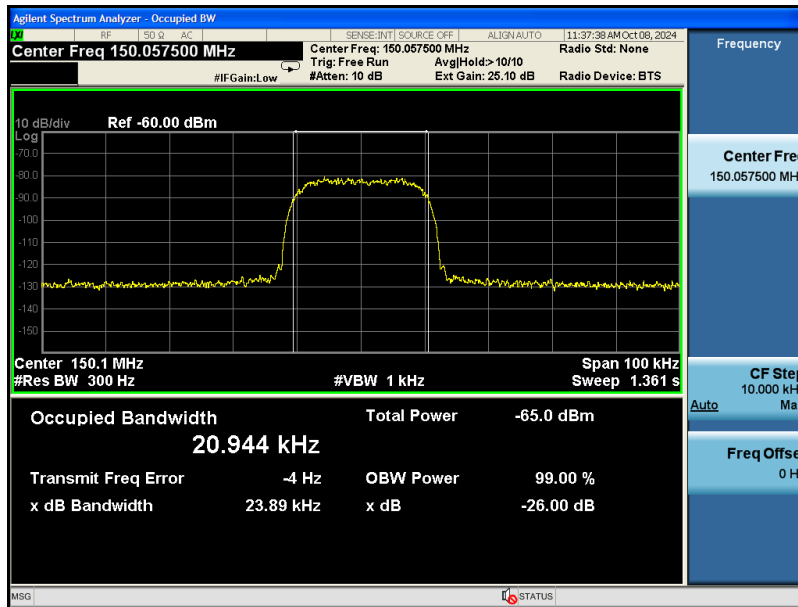 Agilent Spectrum Analyzer - Occupied BW
LXI RF 50 Ω AC SENSE:INT SOURCE OFF ALIGN AUTO 11:37:38 AM Oct 08, 2024
Center Freq 150.057500 MHz
Center Freq: 150.057500 MHz Radio Std: None
Trig: Free Run Avg|Hold:>10/10
#IFGain:Low #Atten: 10 dB Ext Gain: 25.10 dB Radio Device: BTS
10 dB/div Ref -60.00 dBm
Log
-70.0
-80.0
-90.0
-100
-110
-120
-130
-140
-150
Center 150.1 MHz Span 100 kHz
#Res BW 300 Hz #VBW 1 kHz Sweep 1.361 s
Occupied Bandwidth Total Power -65.0 dBm
20.944 kHz
Transmit Freq Error -4 Hz OBW Power 99.00 %
x dB Bandwidth 23.89 kHz x dB -26.00 dB
MSG STATUS
Frequency
Center Fre
150.057500 MH
CF Step
10.000 kH
Auto Ma
Freq Offse
0 H